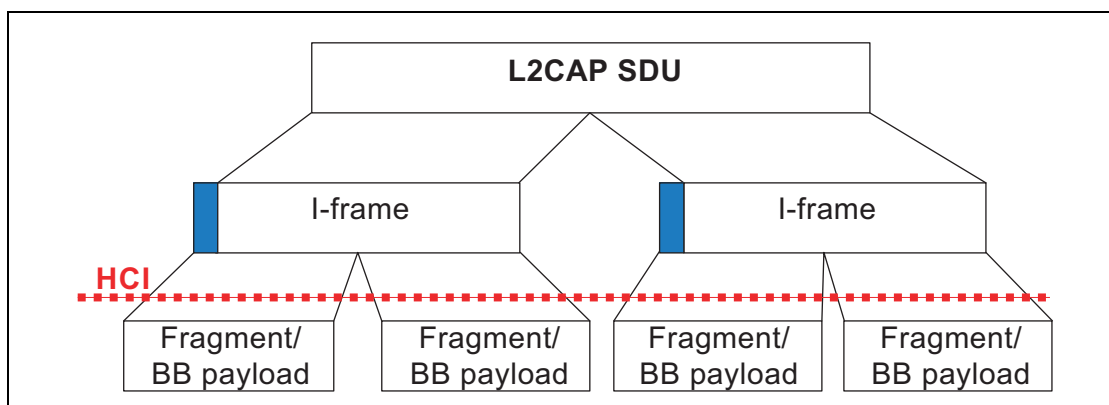 L2CAP SDU
I-frame
I-frame
HCI
Fragment/
BB payload
Fragment/
BB payload
Fragment/
BB payload
Fragment/
BB payload